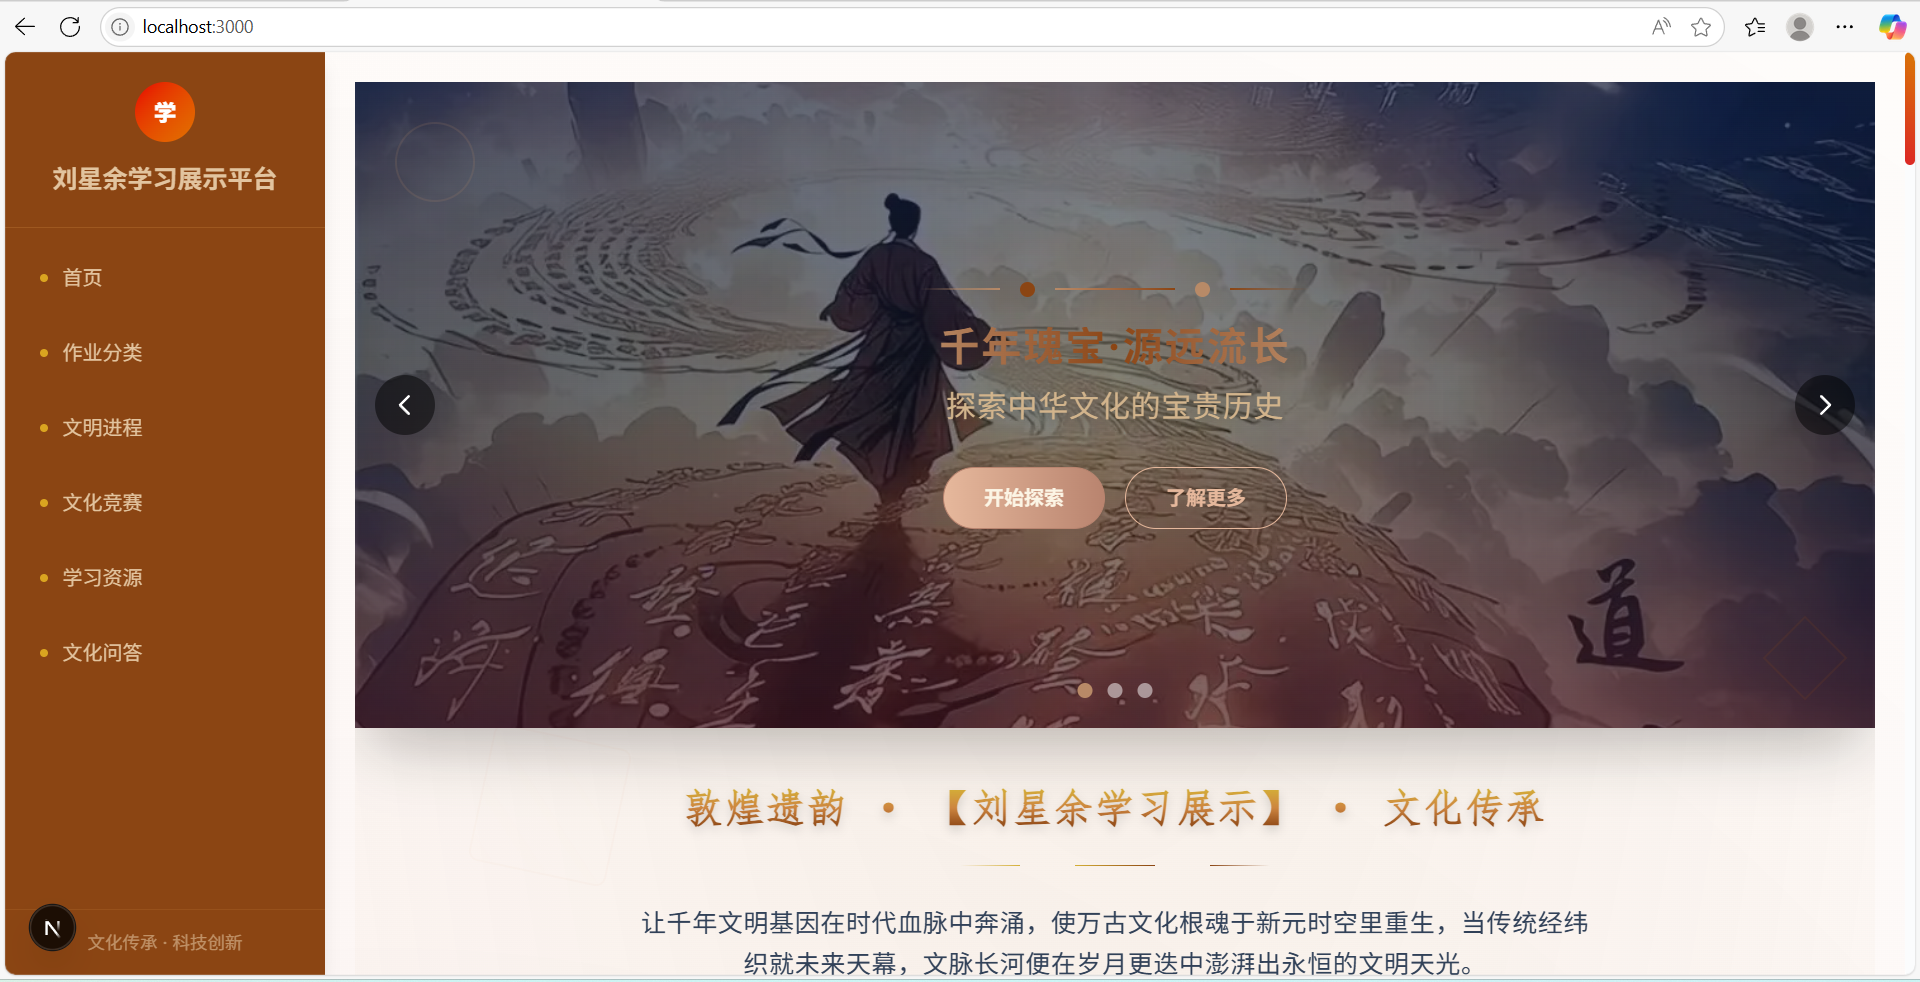 localhost:3000
学
刘星余学习展示平台
首页
作业分类
文明进程
文化竞赛
学习资源
文化问答
N
文化传承 · 科技创新
千年瑰宝·源远流长
探索中华文化的宝贵历史
开始探索
了解更多
道
敦煌遗韵 • 【刘星余学习展示】 • 文化传承
让千年文明基因在时代血脉中奔涌，使万古文化根魂于新元时空里重生，当传统经纬
织就未来天幕，文脉长河便在岁月更迭中澎湃出永恒的文明天光。